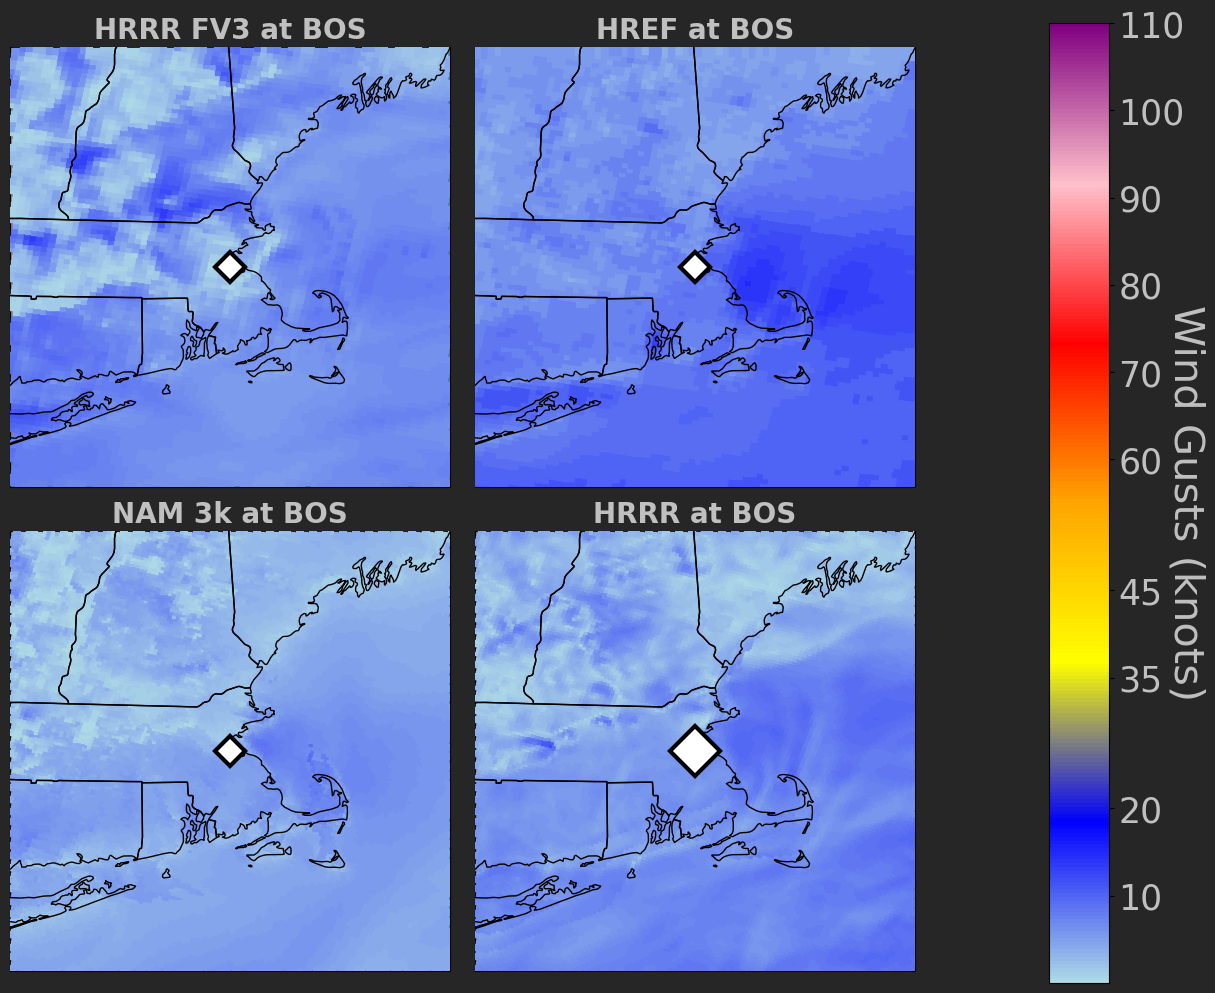 HRRR FV3 at BOS
HREF at BOS
NAM 3k at BOS
HRRR at BOS
110
100
90
80
70
60
45
35
20
10
Wind Gusts (knots)